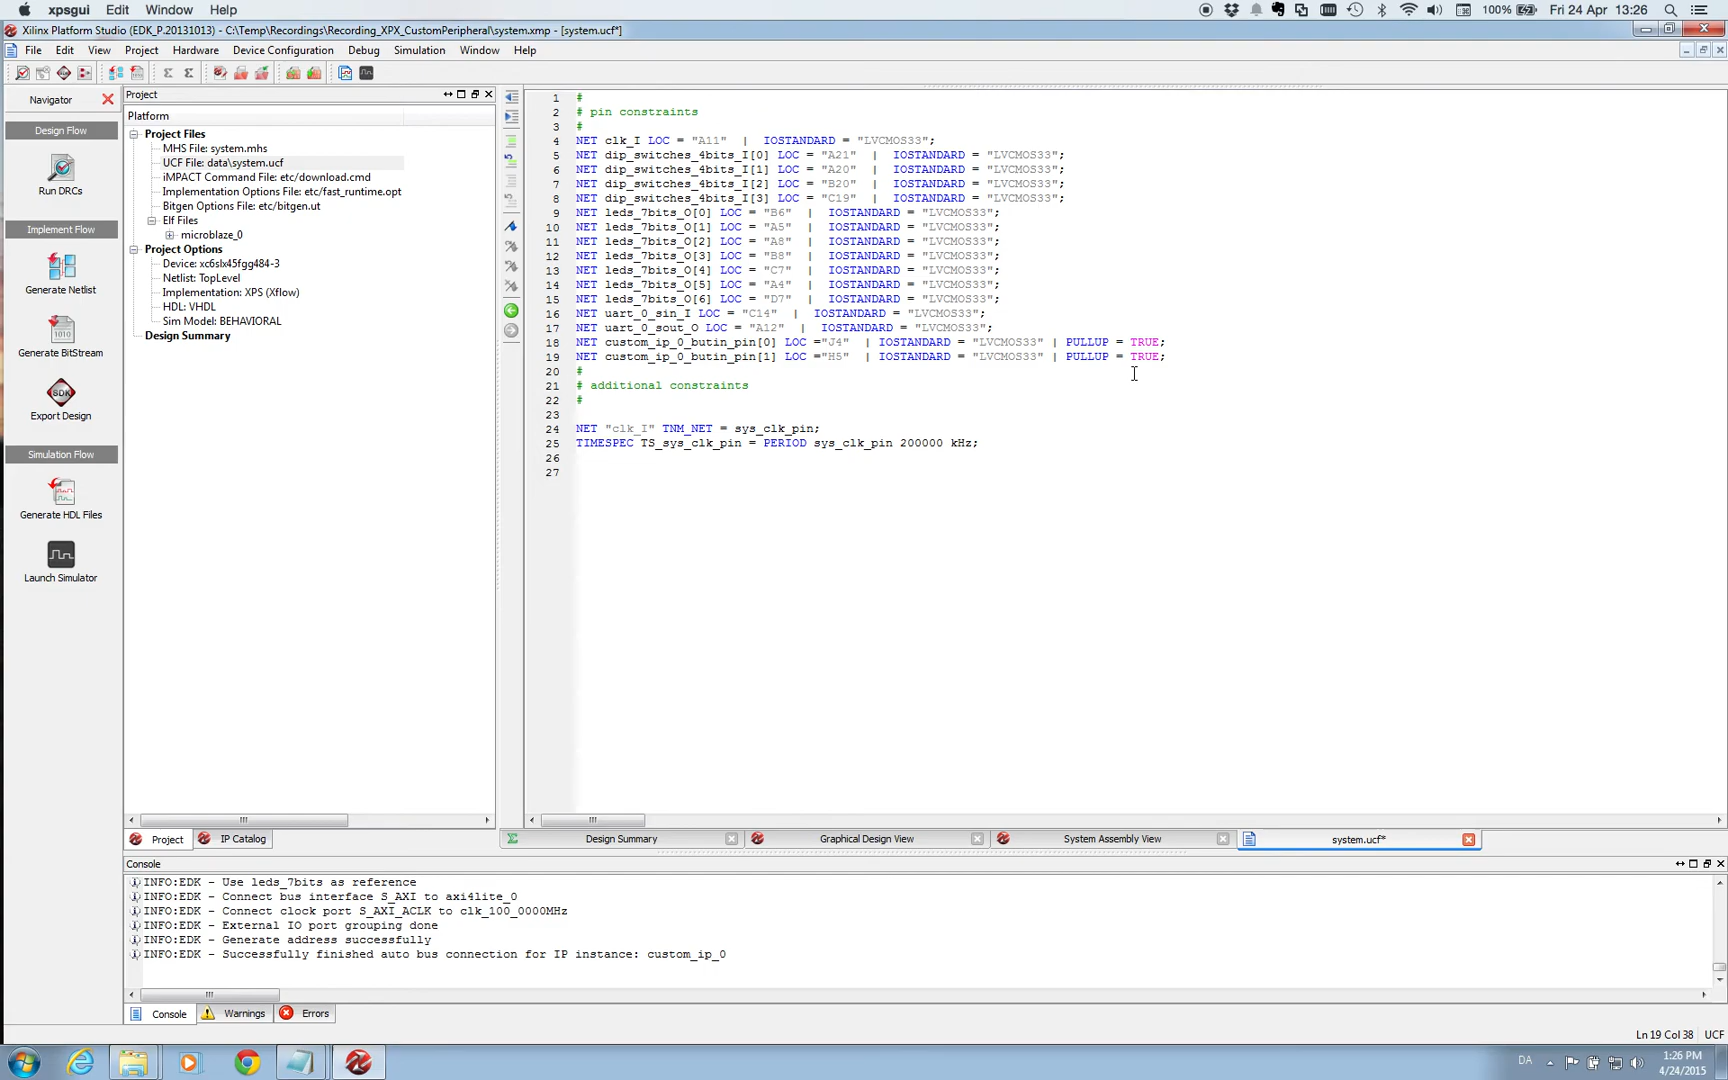 xpsgui Edit Window Help
100% Fri 24 Apr 13:26
Xilinx Platform Studio (EDK_P.20131013) - C:\Temp\Recordings\Recording_XPX_CustomPeripheral\system.xmp - [system.ucf*]
File Edit View Project Hardware Device Configuration Debug Simulation Window Help
Navigator
Design Flow
Run DRCs
Implement Flow
Generate Netlist
1010
Generate BitStream
SDK
Export Design
Simulation Flow
Generate HDL Files
Launch Simulator
Project
Platform
Project Files
MHS File: system.mhs
UCF File: data\system.ucf
iMPACT Command File: etc/download.cmd
Implementation Options File: etc/fast_runtime.opt
Bitgen Options File: etc/bitgen.ut
Elf Files
microblaze_0
Project Options
Device: xc6slx45fgg484-3
Netlist: TopLevel
Implementation: XPS (Xflow)
HDL: VHDL
Sim Model: BEHAVIORAL
Design Summary
Project IP Catalog
1 #
2 # pin constraints
3 #
4 NET clk_I LOC = "A11" | IOSTANDARD = "LVCMOS33";
5 NET dip_switches_4bits_I[0] LOC = "A21" | IOSTANDARD = "LVCMOS33";
6 NET dip_switches_4bits_I[1] LOC = "A20" | IOSTANDARD = "LVCMOS33";
7 NET dip_switches_4bits_I[2] LOC = "B20" | IOSTANDARD = "LVCMOS33";
8 NET dip_switches_4bits_I[3] LOC = "C19" | IOSTANDARD = "LVCMOS33";
9 NET leds_7bits_O[0] LOC = "B6" | IOSTANDARD = "LVCMOS33";
10 NET leds_7bits_O[1] LOC = "A5" | IOSTANDARD = "LVCMOS33";
11 NET leds_7bits_O[2] LOC = "A8" | IOSTANDARD = "LVCMOS33";
12 NET leds_7bits_O[3] LOC = "B8" | IOSTANDARD = "LVCMOS33";
13 NET leds_7bits_O[4] LOC = "C7" | IOSTANDARD = "LVCMOS33";
14 NET leds_7bits_O[5] LOC = "A4" | IOSTANDARD = "LVCMOS33";
15 NET leds_7bits_O[6] LOC = "D7" | IOSTANDARD = "LVCMOS33";
16 NET uart_0_sin_I LOC = "C14" | IOSTANDARD = "LVCMOS33";
17 NET uart_0_sout_O LOC = "A12" | IOSTANDARD = "LVCMOS33";
18 NET custom_ip_0_butin_pin[0] LOC ="J4" | IOSTANDARD = "LVCMOS33" | PULLUP = TRUE;
19 NET custom_ip_0_butin_pin[1] LOC ="H5" | IOSTANDARD = "LVCMOS33" | PULLUP = TRUE;
20 #
21 # additional constraints
22 #
23
24 NET "clk_I" TNM_NET = sys_clk_pin;
25 TIMESPEC TS_sys_clk_pin = PERIOD sys_clk_pin 200000 kHz;
26
27
Design Summary Graphical Design View System Assembly View system.ucf*
Console
INFO:EDK - Use leds_7bits as reference
INFO:EDK - Connect bus interface S_AXI to axi4lite_0
INFO:EDK - Connect clock port S_AXI_ACLK to clk_100_0000MHz
INFO:EDK - External IO port grouping done
INFO:EDK - Generate address successfully
INFO:EDK - Successfully finished auto bus connection for IP instance: custom_ip_0
Console Warnings Errors
Ln 19 Col 38 UCF
DA
1:26 PM
4/24/2015